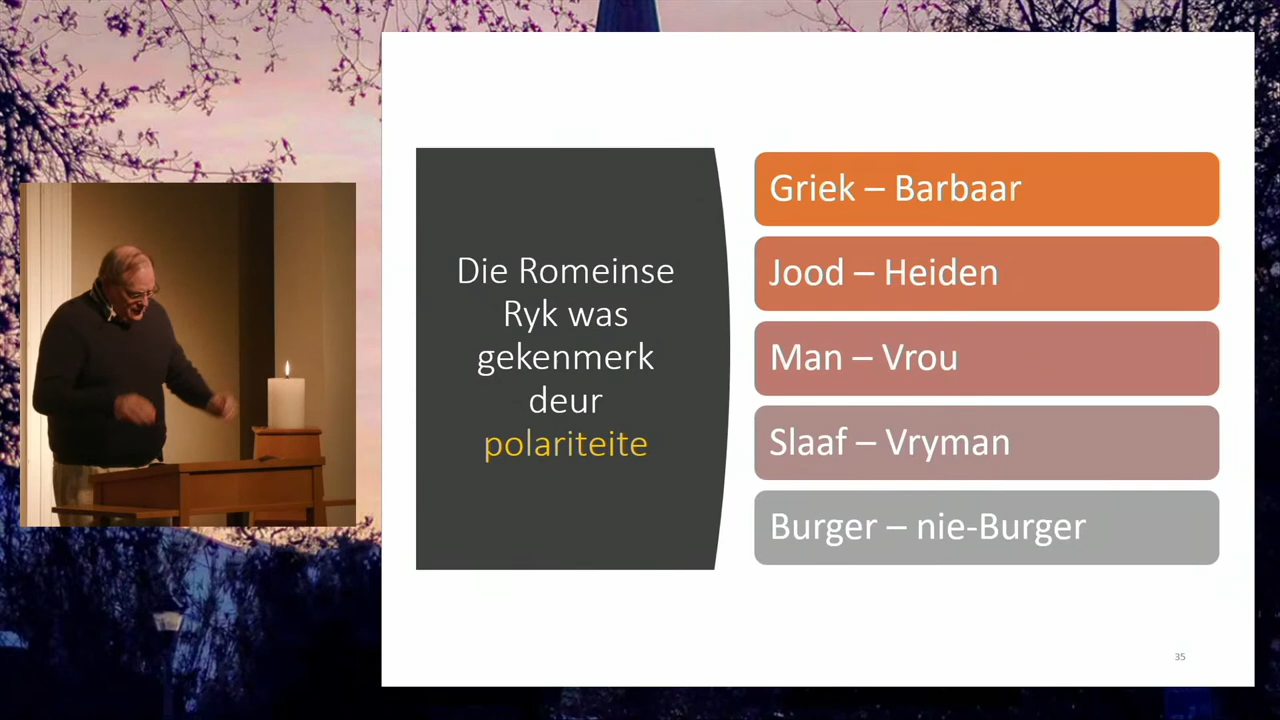 Die Romeinse
Ryk was
gekenmerk
deur
polariteite
Griek – Barbaar
Jood – Heiden
Man – Vrou
Slaaf – Vryman
Burger – nie-Burger
35